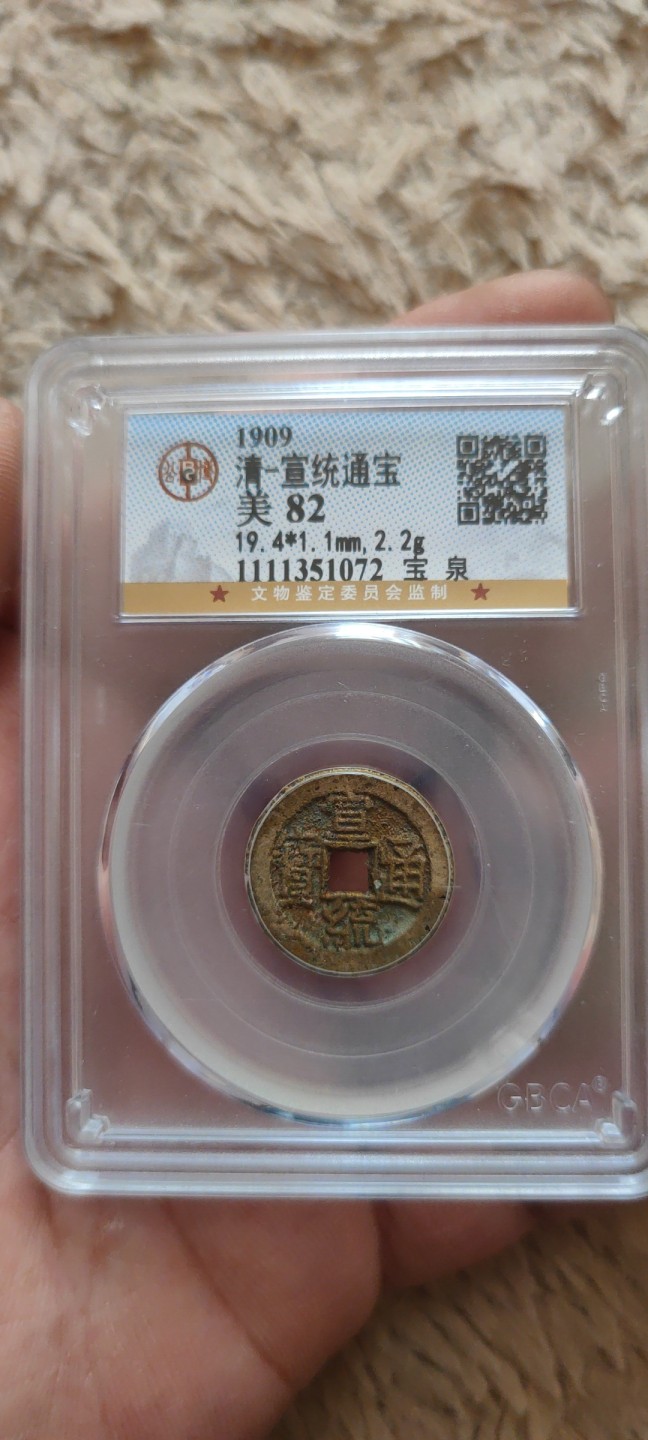 1909
清-宣统通宝
美 82
19.4*1.1mm,2.2g
1111351072 宝 泉
★ 文物鉴定委员会监制 ★
宣
寶 通
統
GBCA®